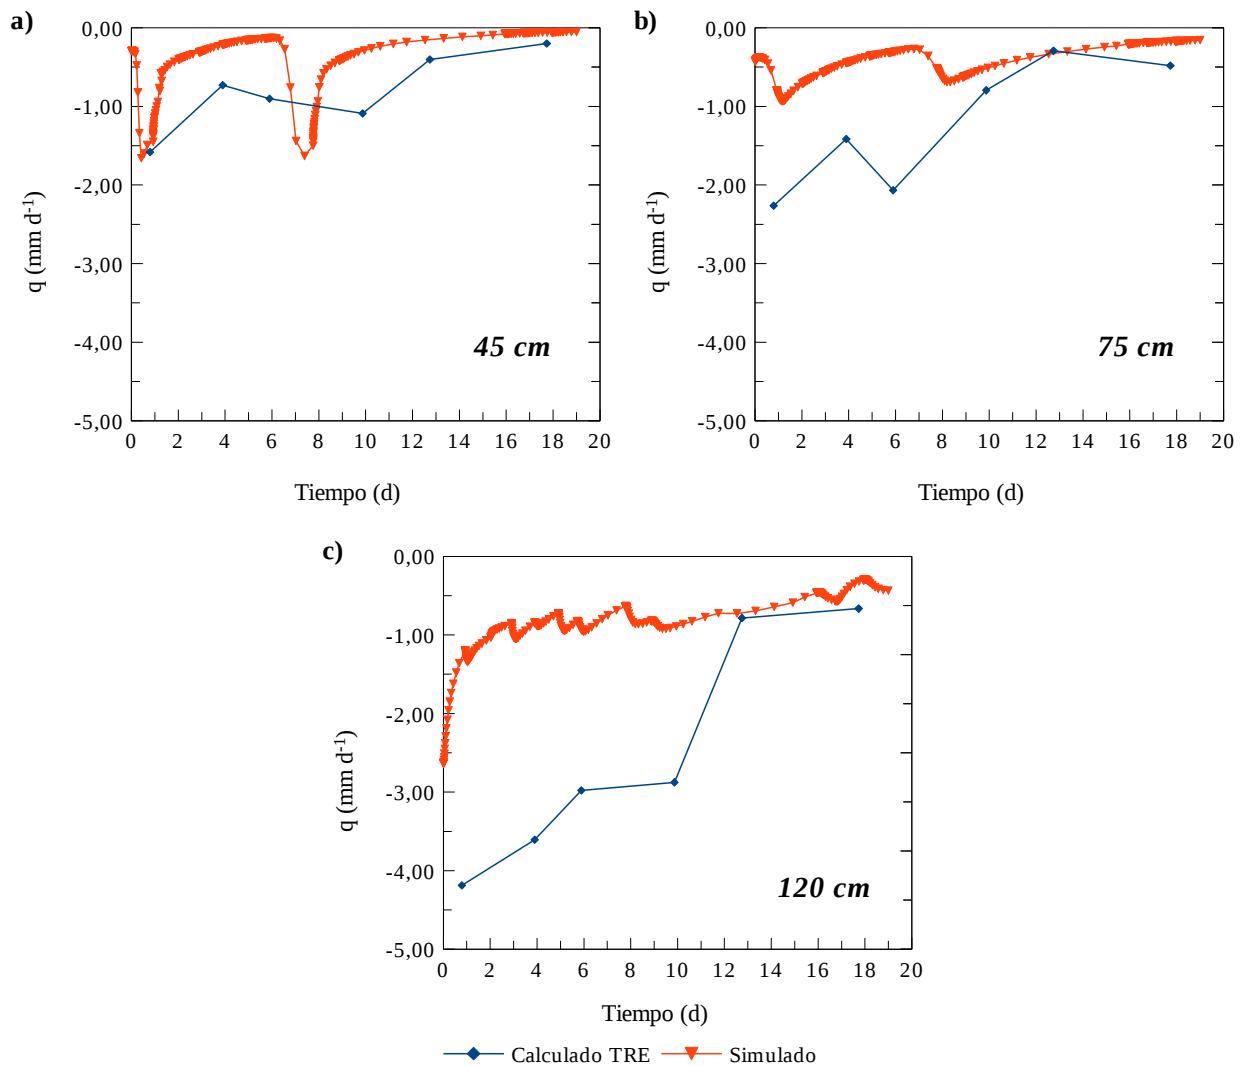 a)
0,00
-1,00
-2,00
-3,00
-4,00
-5,00
q (mm d-1)
45 cm
0 2 4 6 8 10 12 14 16 18 20
Tiempo (d)
b)
0,00
-1,00
-2,00
-3,00
-4,00
-5,00
q (mm d-1)
75 cm
0 2 4 6 8 10 12 14 16 18 20
Tiempo (d)
c)
0,00
-1,00
-2,00
-3,00
-4,00
-5,00
q (mm d-1)
120 cm
0 2 4 6 8 10 12 14 16 18 20
Tiempo (d)
Calculado TRE Simulado